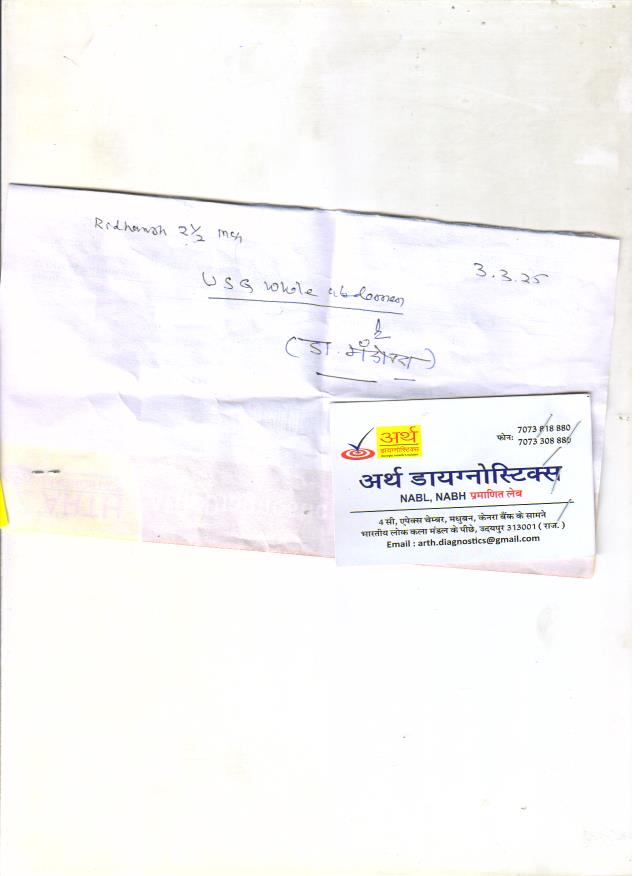 2½
3.3.25
USG whole abdomen
(डा.
अर्थ
डायग्नोस्टिक्स
फोनः 7073 818 880
7073 308 880
अर्थ डायग्नोस्टिक्स
NABL, NABH प्रमाणित लेब
4 सी, एपेक्स चेम्बर, मधुबन, केनरा बैंक के सामने
भारतीय लोक कला मंडल के पीछे, उदयपुर 313001 ( राज. )
Email : arth.diagnostics@gmail.com